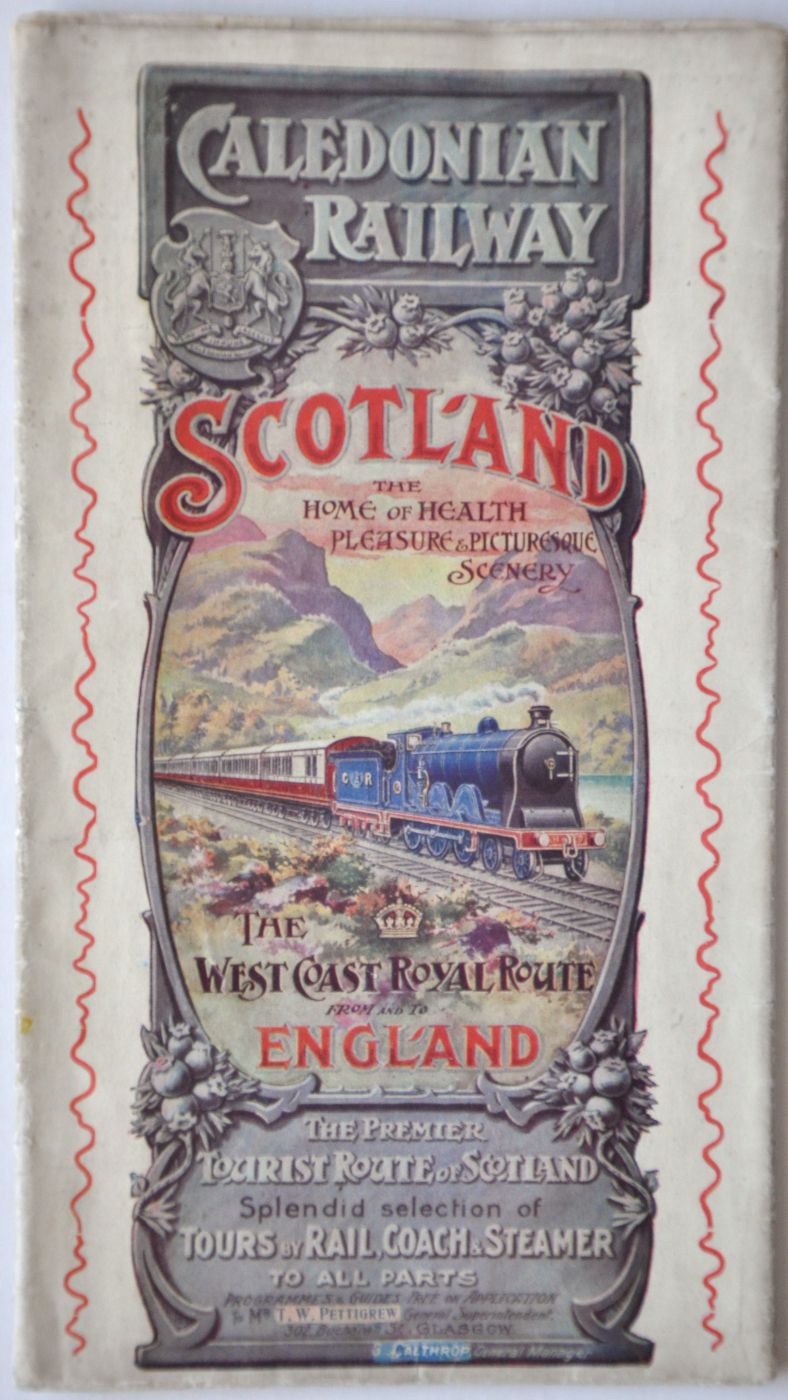 CALEDONIAN
RAILWAY
SCOTLAND
THE
HOME OF HEALTH
PLEASURE & PICTURESQUE
SCENERY
C R
THE
WEST COAST ROYAL ROUTE
FROM AND TO
ENGLAND
THE PREMIER
TOURIST ROUTE OF SCOTLAND
Splendid selection of
TOURS BY RAIL, COACH & STEAMER
TO ALL PARTS
PROGRAMMES & GUIDES FREE ON APPLICATION
To MR T. W. PETTIGREW General Superintendent.
302 BUCHANAN ST. GLASGOW
CALTHROP General Manager